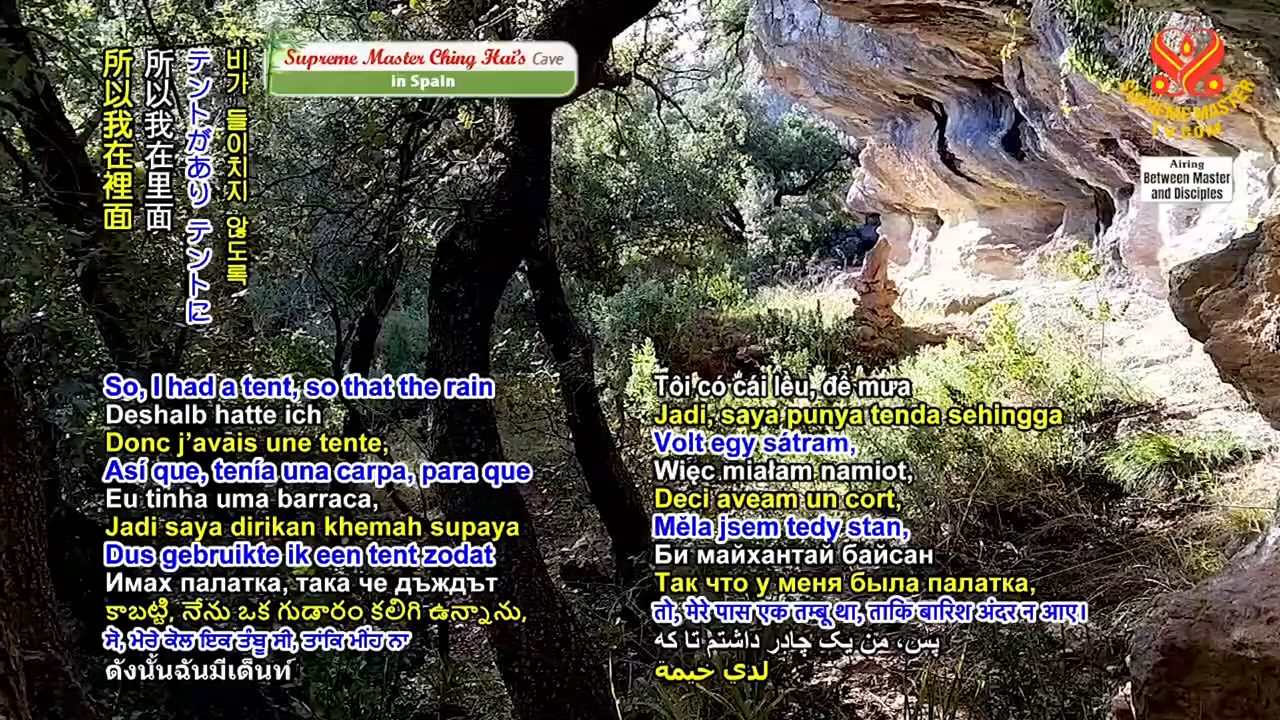 Supreme Master Ching Hai's Cave
in Spain
SUPREME MASTER
TV.COM
Airing
Between Master
and Disciples
비가 들이치지 않도록
テントがあり テントに
所以我在里面
所以我在裡面
So, I had a tent, so that the rain
Deshalb hatte ich
Donc j'avais une tente,
Así que, tenía una carpa, para que
Eu tinha uma barraca,
Jadi saya dirikan khemah supaya
Dus gebruikte ik een tent zodat
Имах палатка, така че дъждът
కాబట్టి, నేను ఒక గుడారం కలిగి ఉన్నాను,
ਸੋ, ਮੇਰੇ ਕੋਲ ਇਕ ਤੰਬੂ ਸੀ, ਤਾਂਕਿ ਮੀਂਹ ਨਾ
ดังนั้นฉันมีเต็นท์
Tôi có cái lều, để mưa
Jadi, saya punya tenda sehingga
Volt egy sátram,
Więc miałam namiot,
Deci aveam un cort,
Měla jsem tedy stan,
Би майхантай байсан
Так что у меня была палатка,
तो, मेरे पास एक तम्बू था, ताकि बारिश अंदर न आए।
پس، من یک چادر داشتم تا که
لدي خيمة